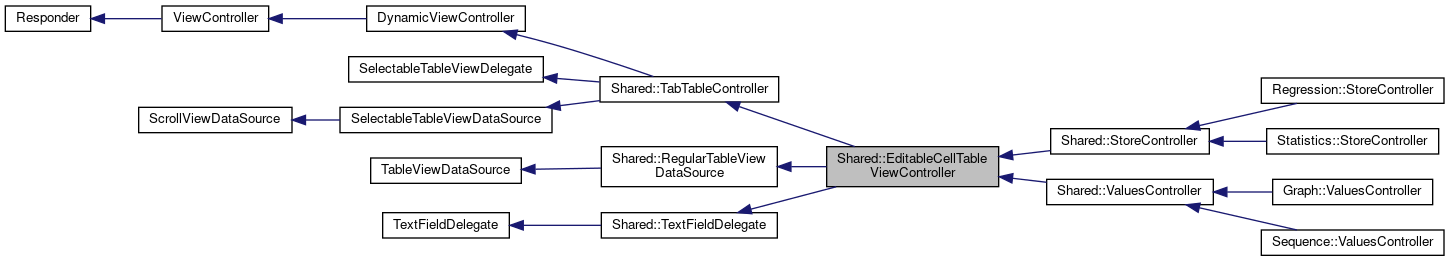 Responder
ViewController
DynamicViewController
SelectableTableViewDelegate
Shared::TabTableController
ScrollViewDataSource
SelectableTableViewDataSource
Regression::StoreController
Shared::StoreController
Statistics::StoreController
TableViewDataSource
Shared::RegularTableView
DataSource
Shared::EditableCellTable
ViewController
Shared::ValuesController
Graph::ValuesController
TextFieldDelegate
Shared::TextFieldDelegate
Sequence::ValuesController